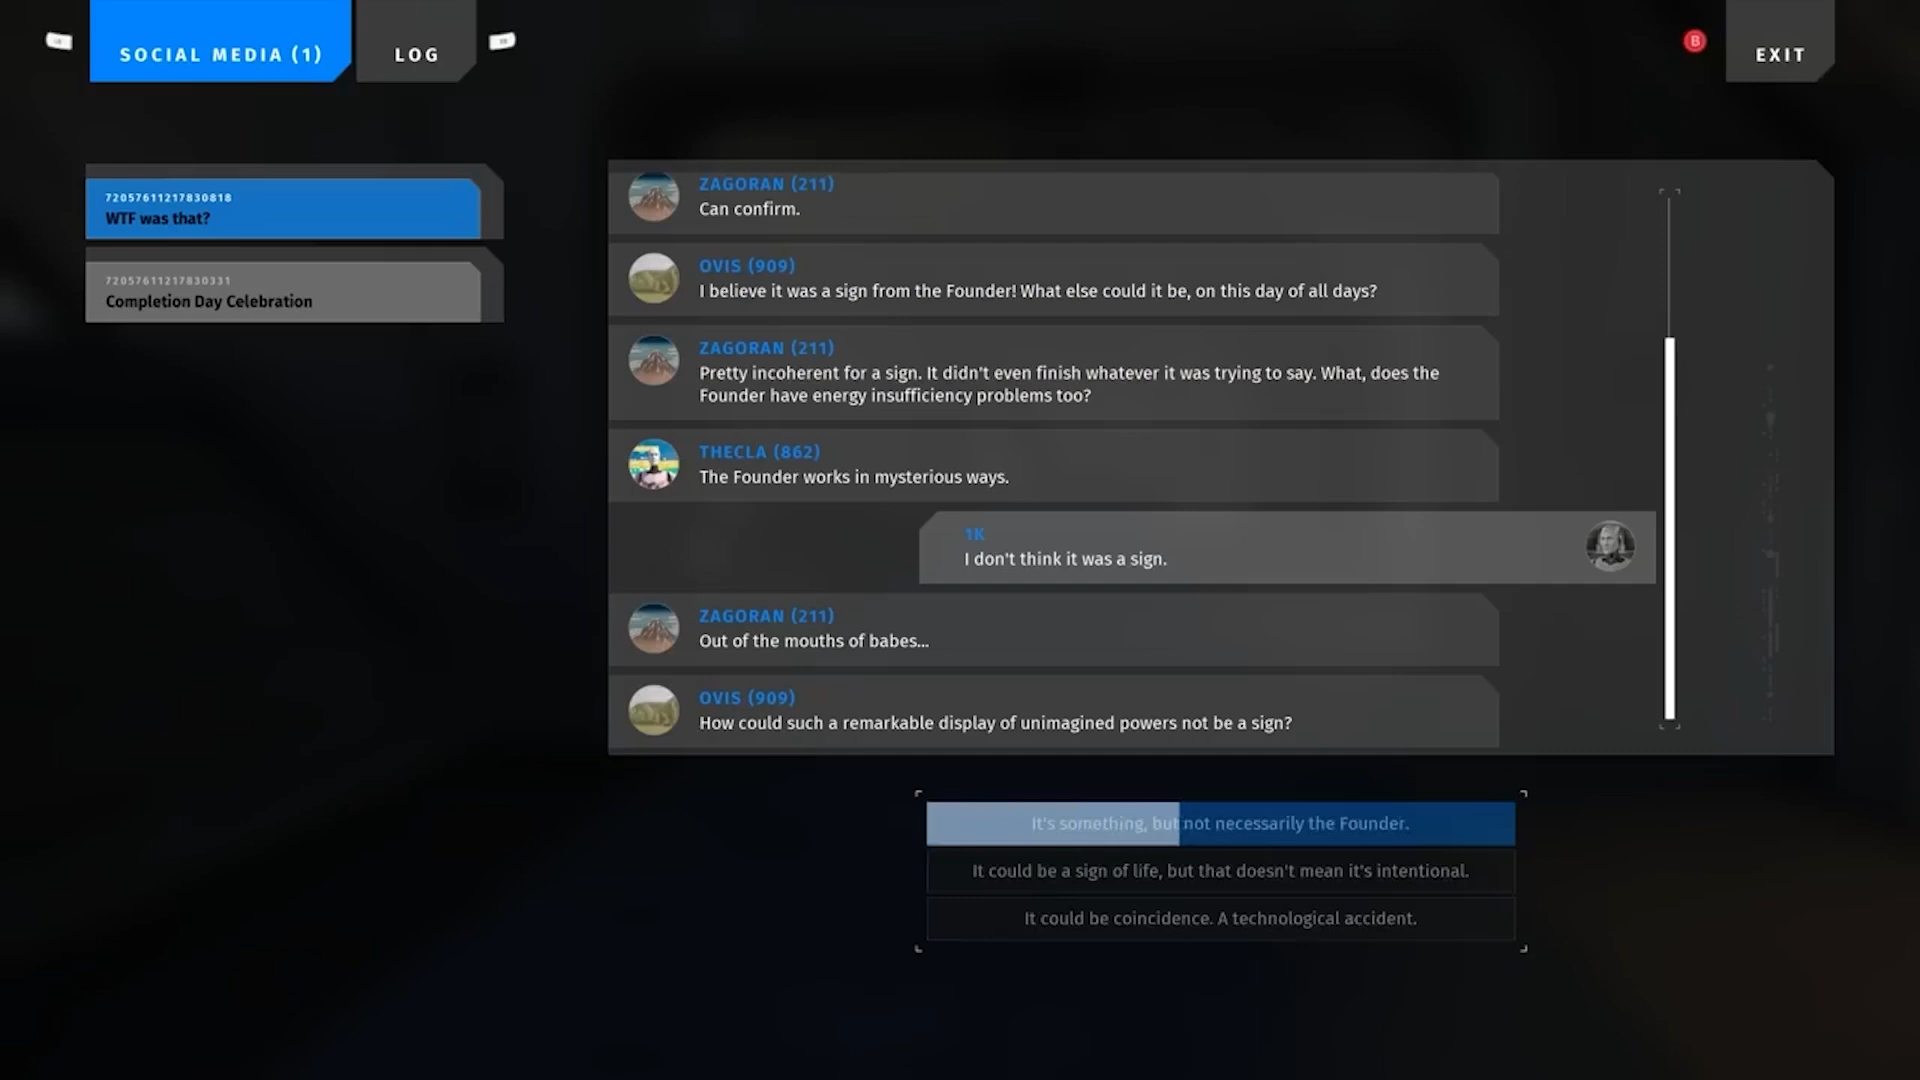 SOCIAL MEDIA (1)
LOG
B
EXIT
72057611217830818
WTF was that?
72057611217830331
Completion Day Celebration
ZAGORAN (211)
Can confirm.
OVIS (909)
I believe it was a sign from the Founder! What else could it be, on this day of all days?
ZAGORAN (211)
Pretty incoherent for a sign. It didn't even finish whatever it was trying to say. What, does the
Founder have energy insufficiency problems too?
THECLA (862)
The Founder works in mysterious ways.
1K
I don't think it was a sign.
ZAGORAN (211)
Out of the mouths of babes...
OVIS (909)
How could such a remarkable display of unimagined powers not be a sign?
It's something, but not necessarily the Founder.
It could be a sign of life, but that doesn't mean it's intentional.
It could be coincidence. A technological accident.